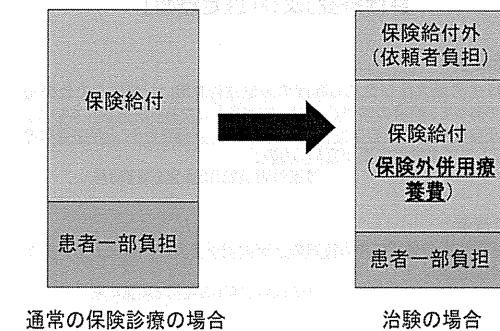 保険給付
患者一部負担
通常の保険診療の場合
保険給付外
(依頼者負担)
保険給付
(保険外併用療
養費)
患者一部負担
治験の場合